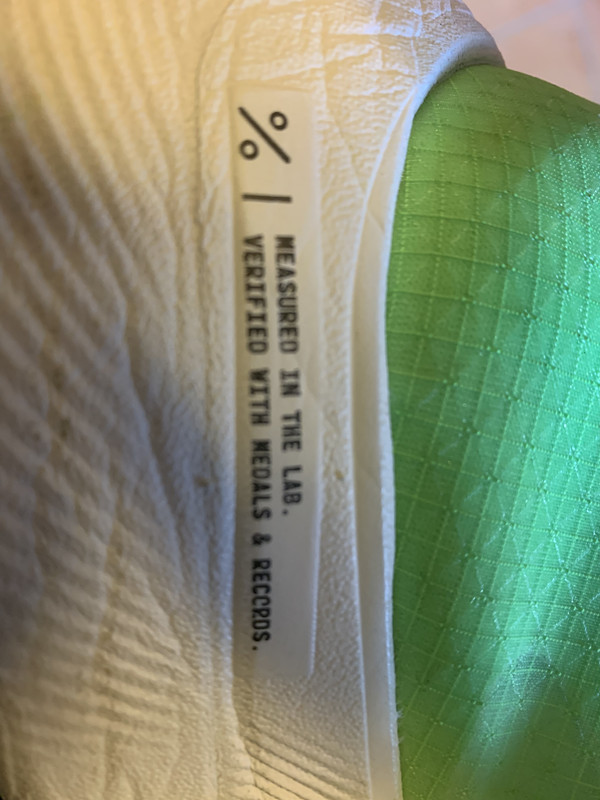 % |
MEASURED IN THE LAB.
VERIFIED WITH MEDALS & RECORDS.